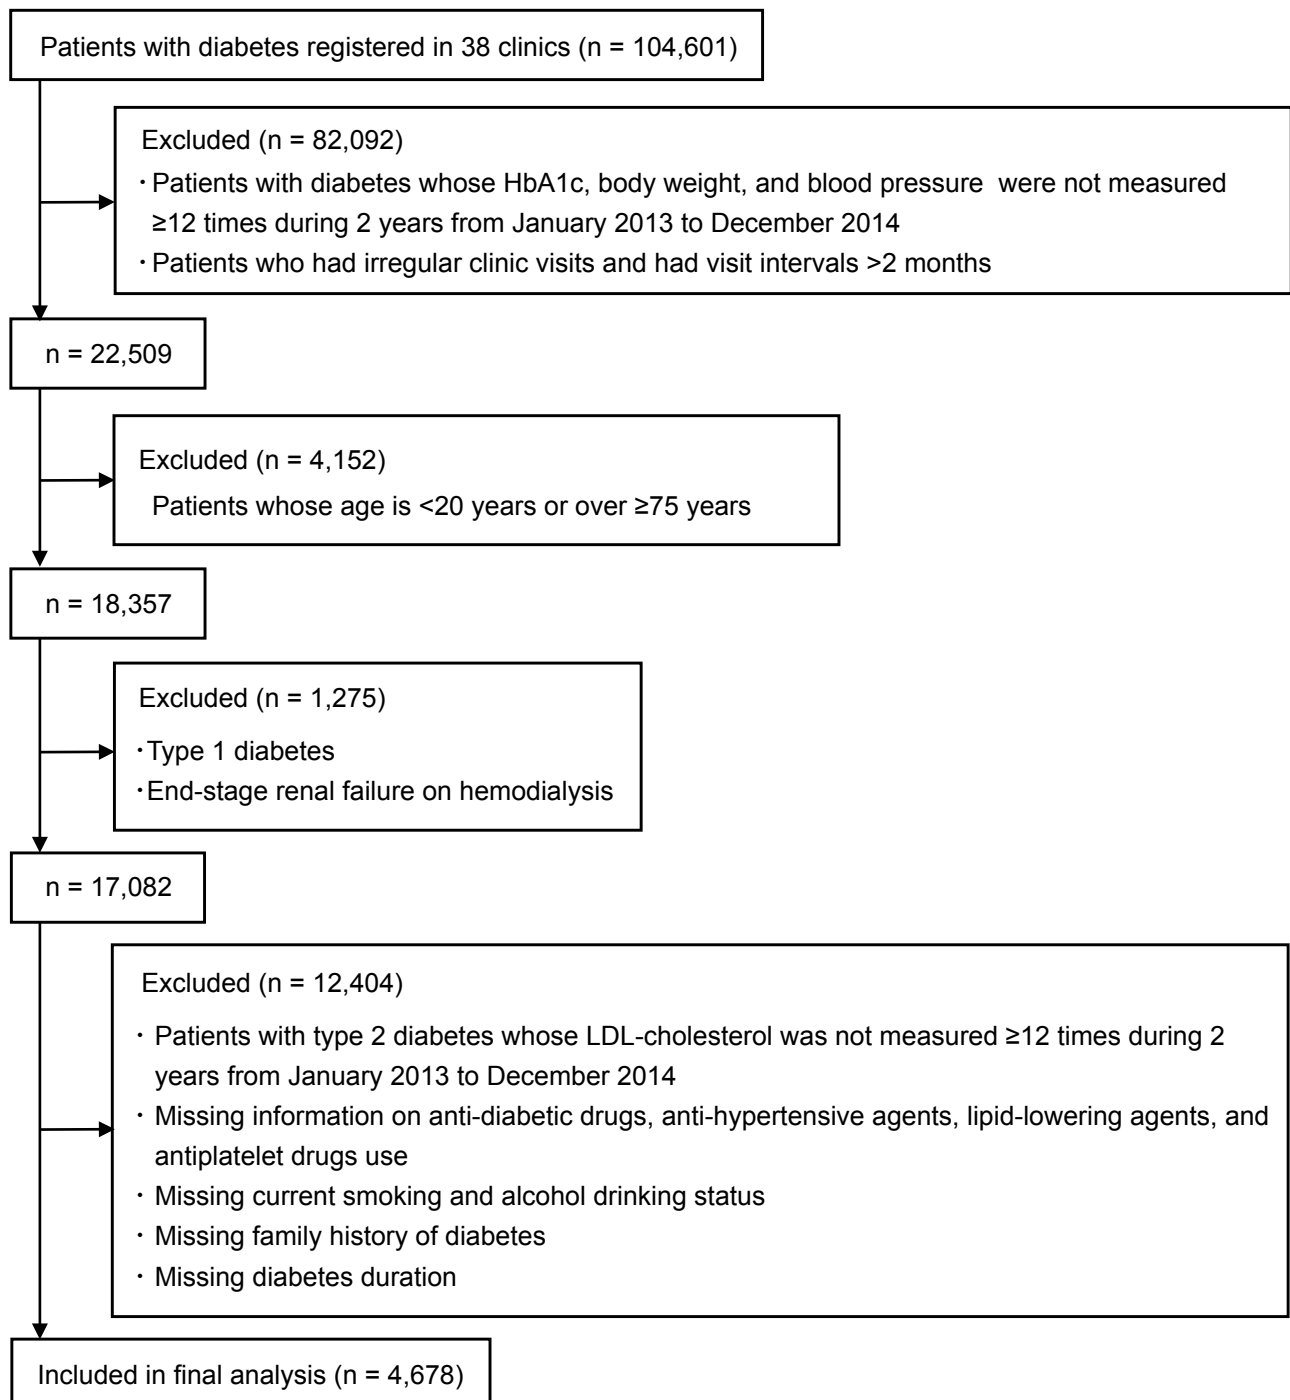 Patients with diabetes registered in 38 clinics (n = 104,601)
Excluded (n = 82,092)
・Patients with diabetes whose HbA1c, body weight, and blood pressure were not measured
≥12 times during 2 years from January 2013 to December 2014
・Patients who had irregular clinic visits and had visit intervals >2 months
n = 22,509
Excluded (n = 4,152)
Patients whose age is <20 years or over ≥75 years
n = 18,357
Excluded (n = 1,275)
・Type 1 diabetes
・End-stage renal failure on hemodialysis
n = 17,082
Excluded (n = 12,404)
・Patients with type 2 diabetes whose LDL-cholesterol was not measured ≥12 times during 2
years from January 2013 to December 2014
・Missing information on anti-diabetic drugs, anti-hypertensive agents, lipid-lowering agents, and
antiplatelet drugs use
・Missing current smoking and alcohol drinking status
・Missing family history of diabetes
・Missing diabetes duration
Included in final analysis (n = 4,678)